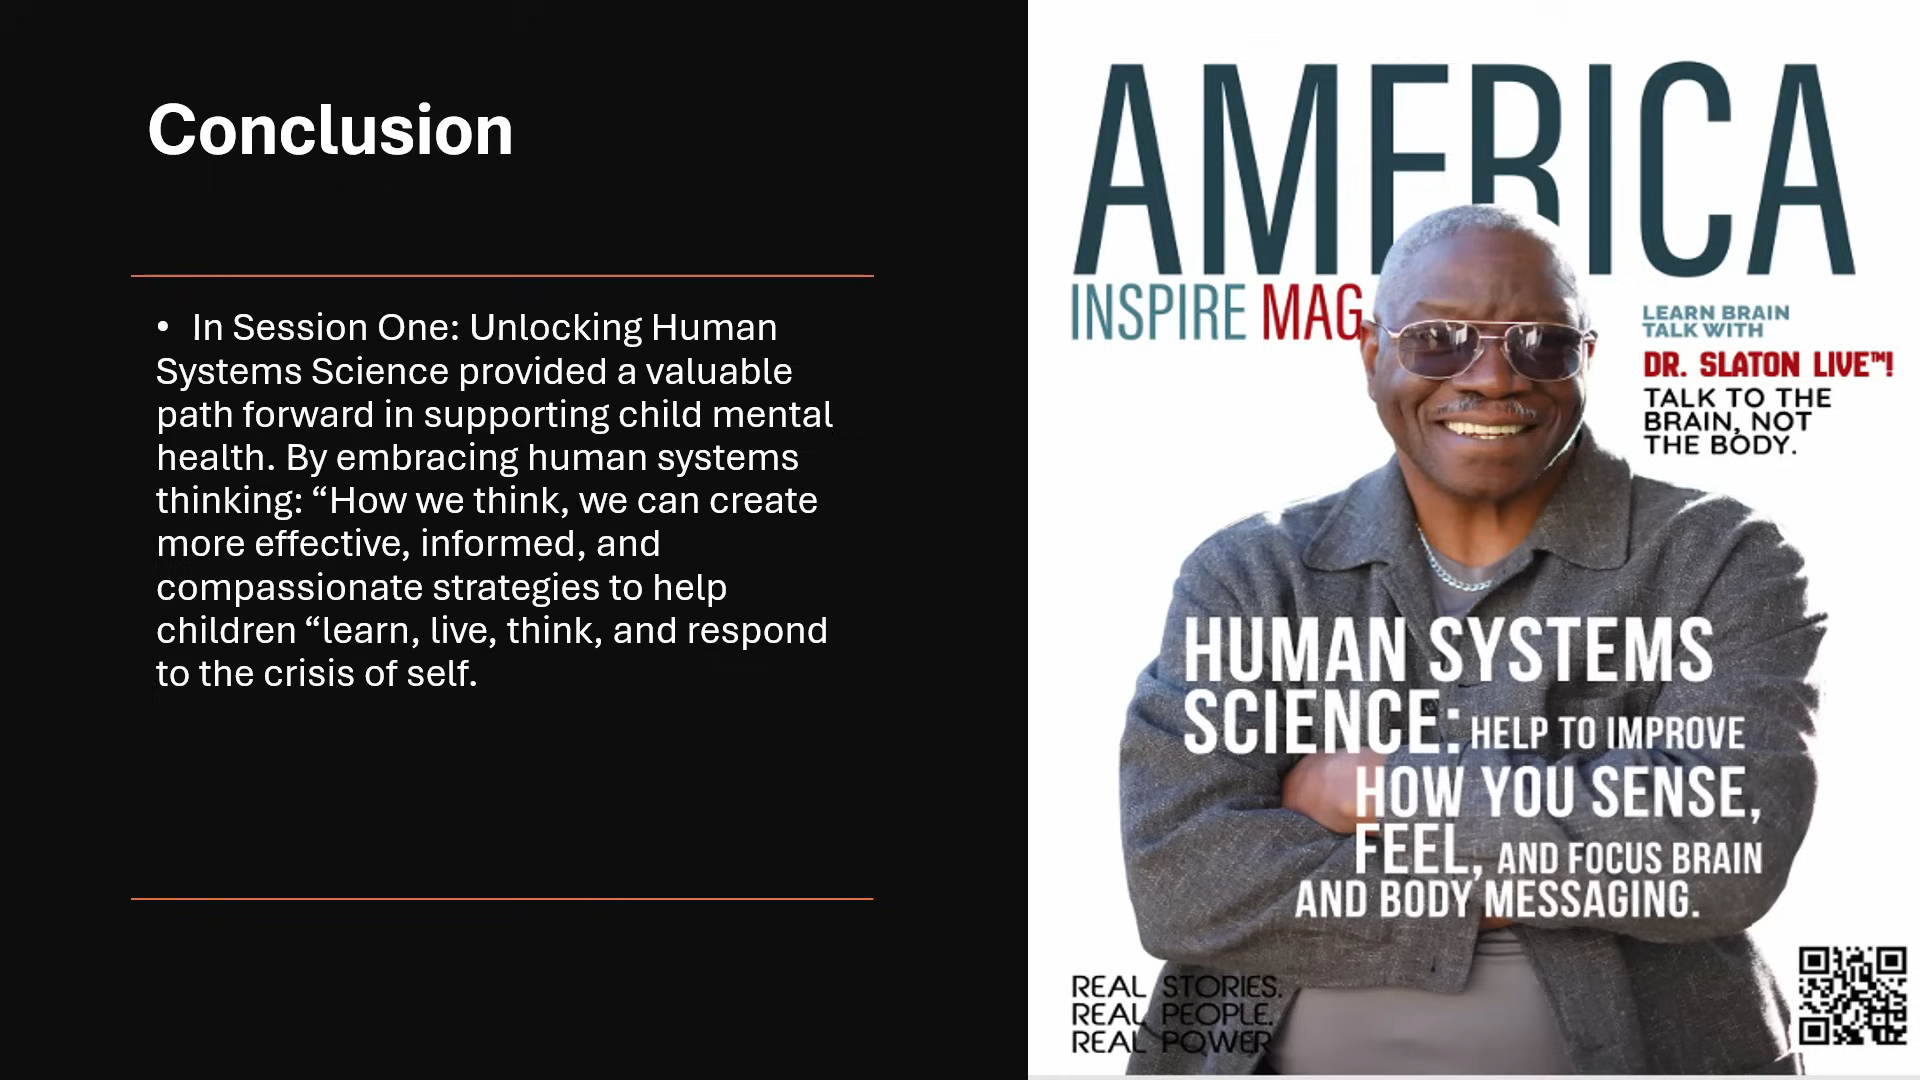 Conclusion
• In Session One: Unlocking Human
Systems Science provided a valuable
path forward in supporting child mental
health. By embracing human systems
thinking: “How we think, we can create
more effective, informed, and
compassionate strategies to help
children “learn, live, think, and respond
to the crisis of self.
AMERICA
INSPIRE MAG
LEARN BRAIN
TALK WITH
DR. SLATON LIVE™!
TALK TO THE
BRAIN, NOT
THE BODY.
HUMAN SYSTEMS
SCIENCE: HELP TO IMPROVE
HOW YOU SENSE,
FEEL, AND FOCUS BRAIN
AND BODY MESSAGING.
REAL STORIES.
REAL PEOPLE.
REAL POWER